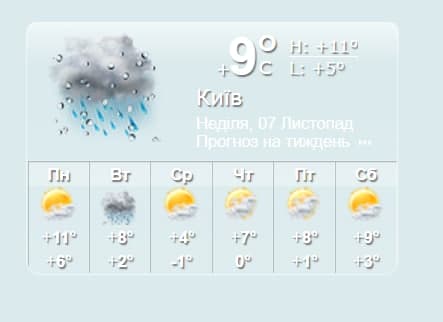 +9°C
H: +11°
L: +5°
Київ
Неділя, 07 Листопад
Прогноз на тиждень ···
Пн Вт Ср Чт Пт Сб
+11° +8° +4° +7° +8° +9°
+6° +2° -1° 0° +1° +3°